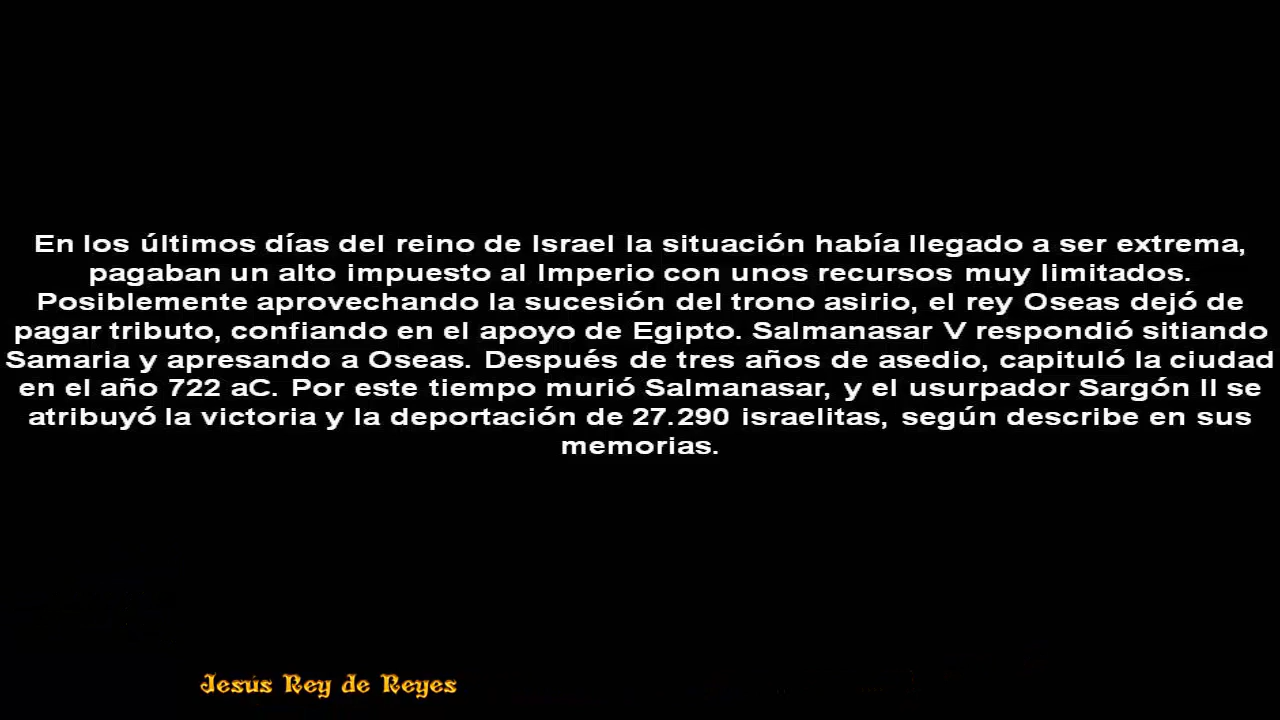 En los últimos días del reino de Israel la situación había llegado a ser extrema,
pagaban un alto impuesto al Imperio con unos recursos muy limitados.
Posiblemente aprovechando la sucesión del trono asirio, el rey Oseas dejó de
pagar tributo, confiando en el apoyo de Egipto. Salmanasar V respondió sitiando
Samaria y apresando a Oseas. Después de tres años de asedio, capituló la ciudad
en el año 722 aC. Por este tiempo murió Salmanasar, y el usurpador Sargón II se
atribuyó la victoria y la deportación de 27.290 israelitas, según describe en sus
memorias.
Jesús Rey de Reyes